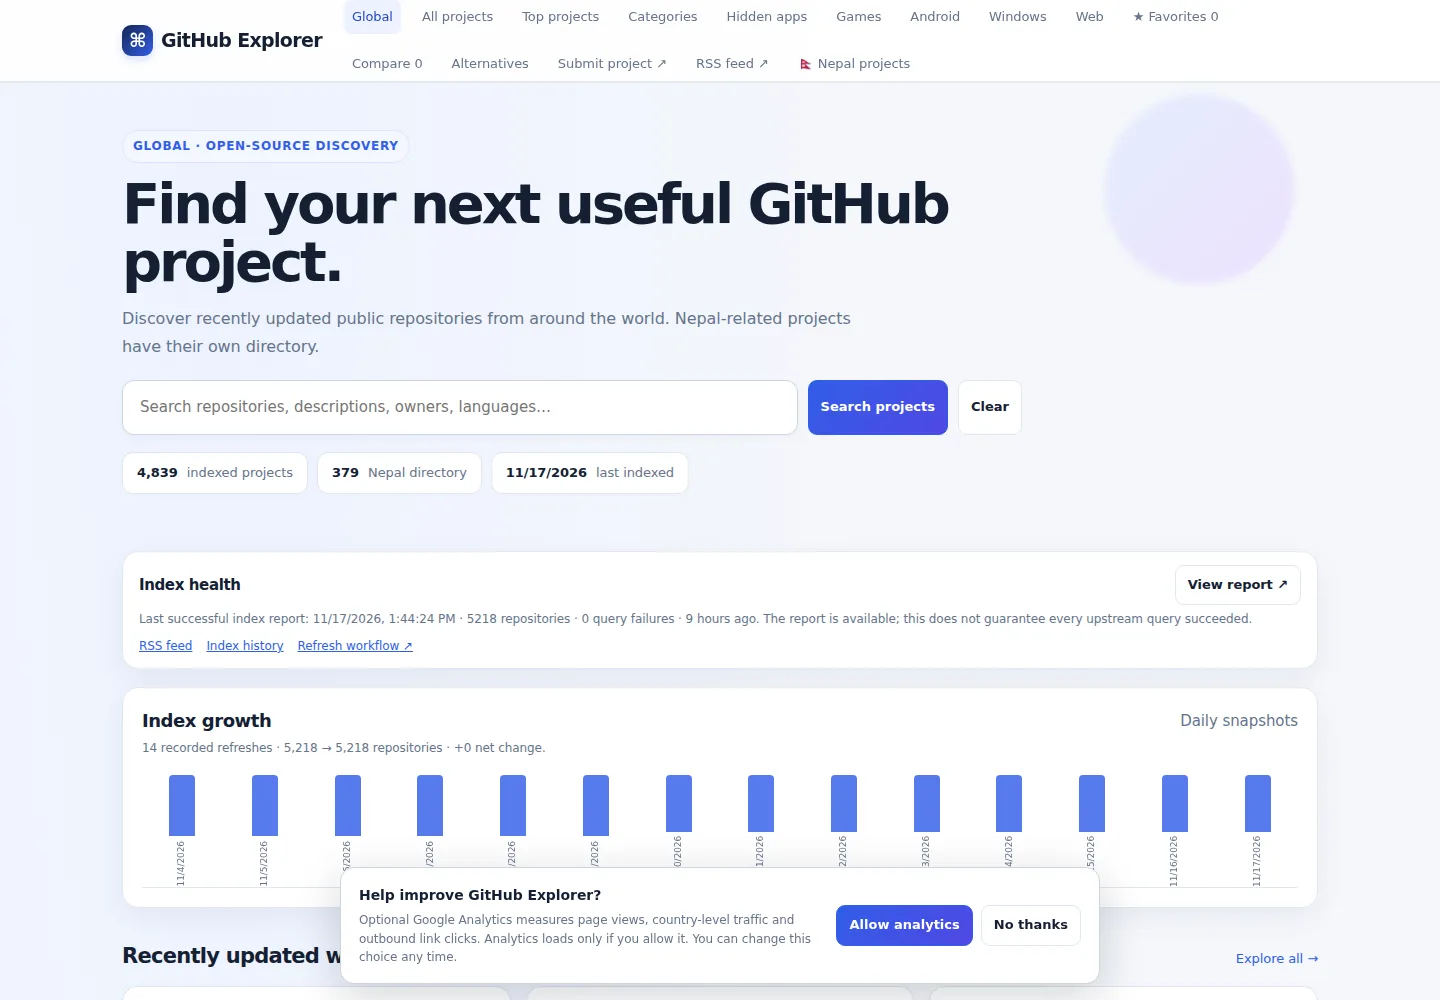 GitHub Explorer
Global
All projects
Top projects
Categories
Hidden apps
Games
Android
Windows
Web
★ Favorites 0
Compare 0
Alternatives
Submit project ↗
RSS feed ↗
🇳🇵 Nepal projects
GLOBAL · OPEN-SOURCE DISCOVERY
Find your next useful GitHub
project.
Discover recently updated public repositories from around the world. Nepal-related projects
have their own directory.
Search repositories, descriptions, owners, languages...
Search projects
Clear
4,839 indexed projects
379 Nepal directory
11/17/2026 last indexed
Index health
View report ↗
Last successful index report: 11/17/2026, 1:44:24 PM · 5218 repositories · 0 query failures · 9 hours ago. The report is available; this does not guarantee every upstream query succeeded.
RSS feed
Index history
Refresh workflow ↗
Index growth
Daily snapshots
14 recorded refreshes · 5,218 → 5,218 repositories · +0 net change.
11/4/2026
11/5/2026
11/16/2026
11/17/2026
Help improve GitHub Explorer?
Optional Google Analytics measures page views, country-level traffic and
outbound link clicks. Analytics loads only if you allow it. You can change this
choice any time.
Allow analytics
No thanks
Recently updated
Explore all →